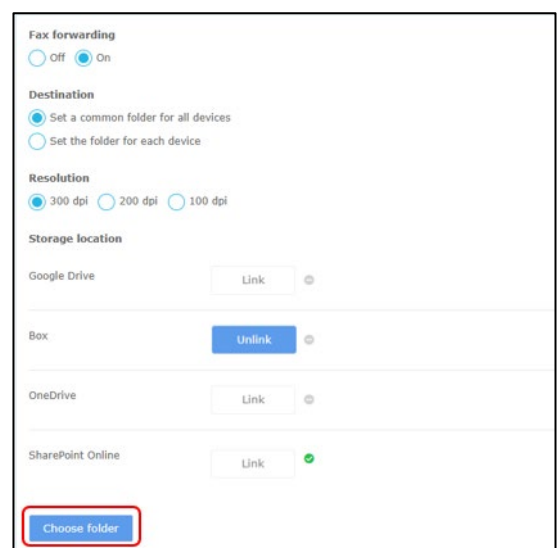 Fax forwarding
Off On
Destination
Set a common folder for all devices
Set the folder for each device
Resolution
300 dpi 200 dpi 100 dpi
Storage location
Google Drive Link
Box Unlink
OneDrive Link
SharePoint Online Link
Choose folder